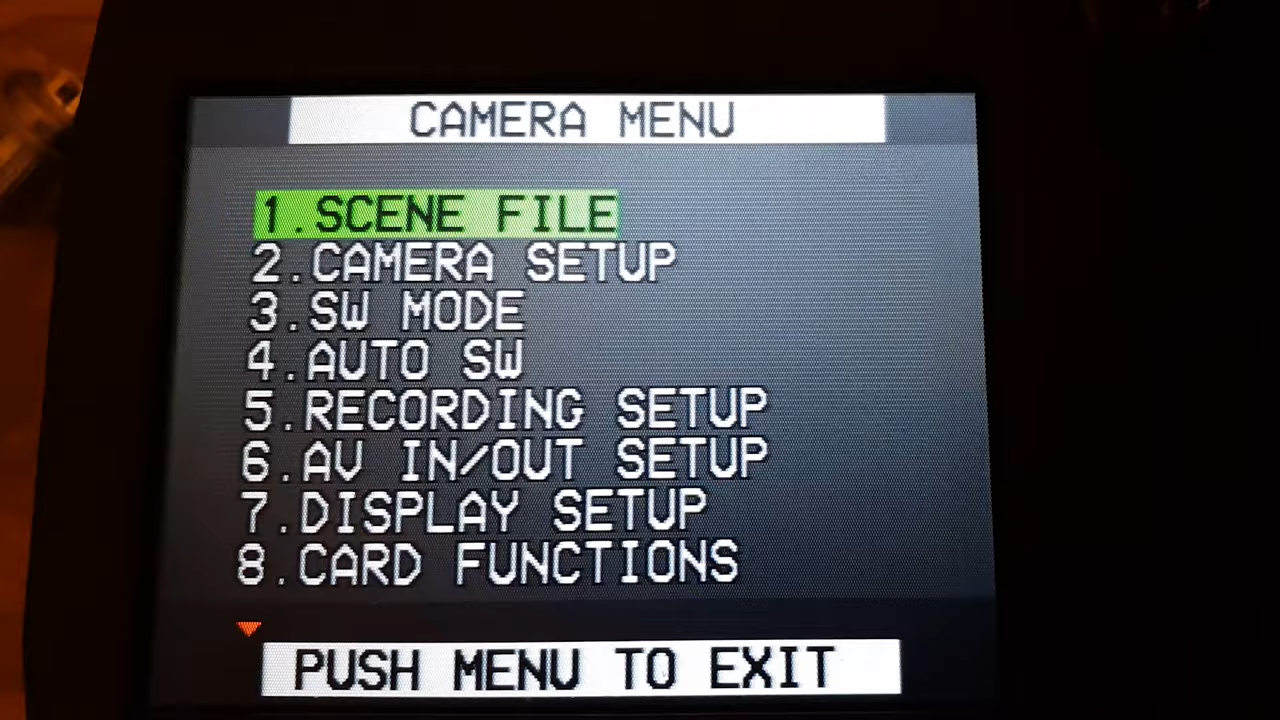 CAMERA MENU
1.SCENE FILE
2.CAMERA SETUP
3.SW MODE
4.AUTO SW
5.RECORDING SETUP
6.AV IN/OUT SETUP
7.DISPLAY SETUP
8.CARD FUNCTIONS
PUSH MENU TO EXIT